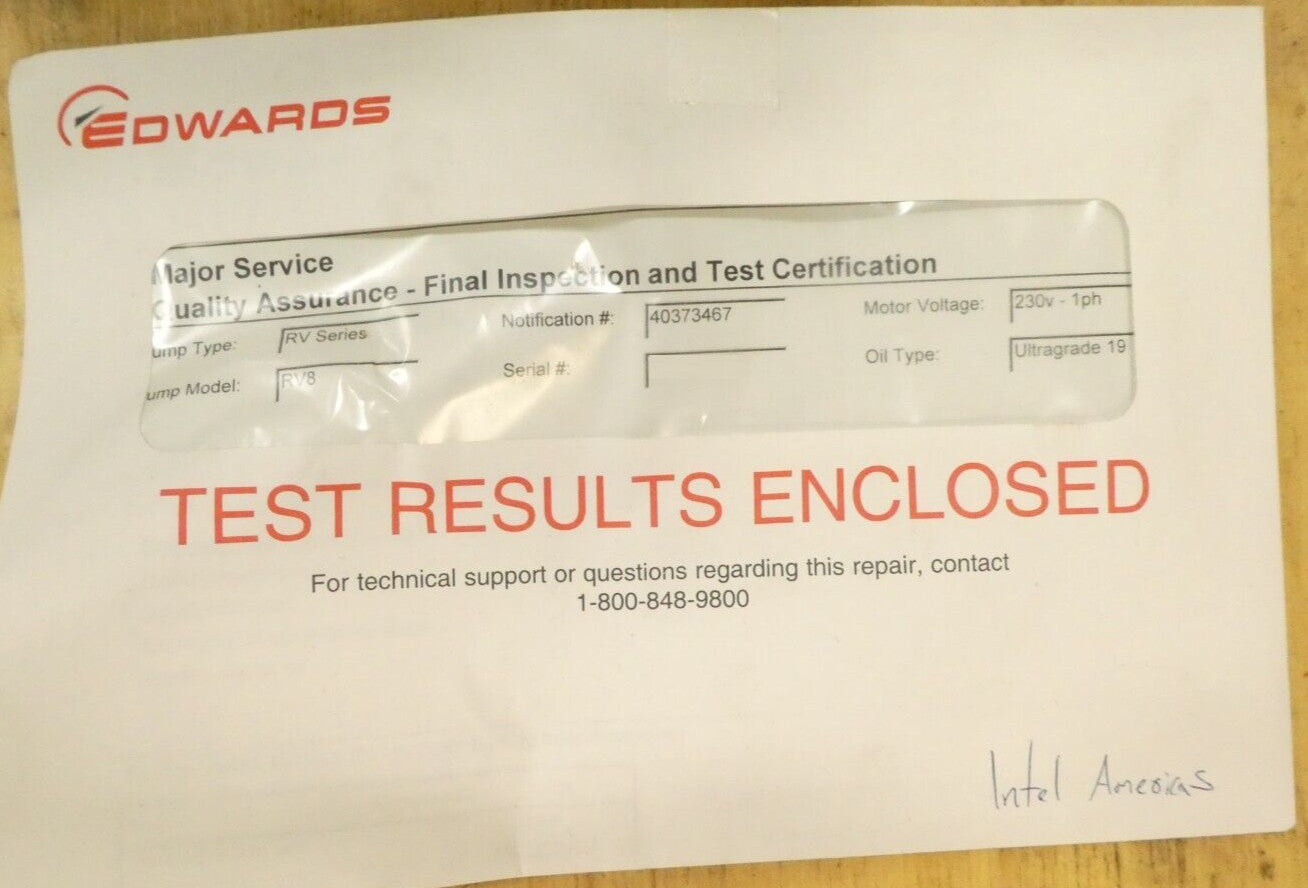 EDWARDS
Major Service
Quality Assurance - Final Inspection and Test Certification
ump Type: RV Series Notification #: 40373467 Motor Voltage: 230v - 1ph
ump Model: RV8 Serial #: Oil Type: Ultragrade 19
TEST RESULTS ENCLOSED
For technical support or questions regarding this repair, contact
1-800-848-9800
Intel Americas